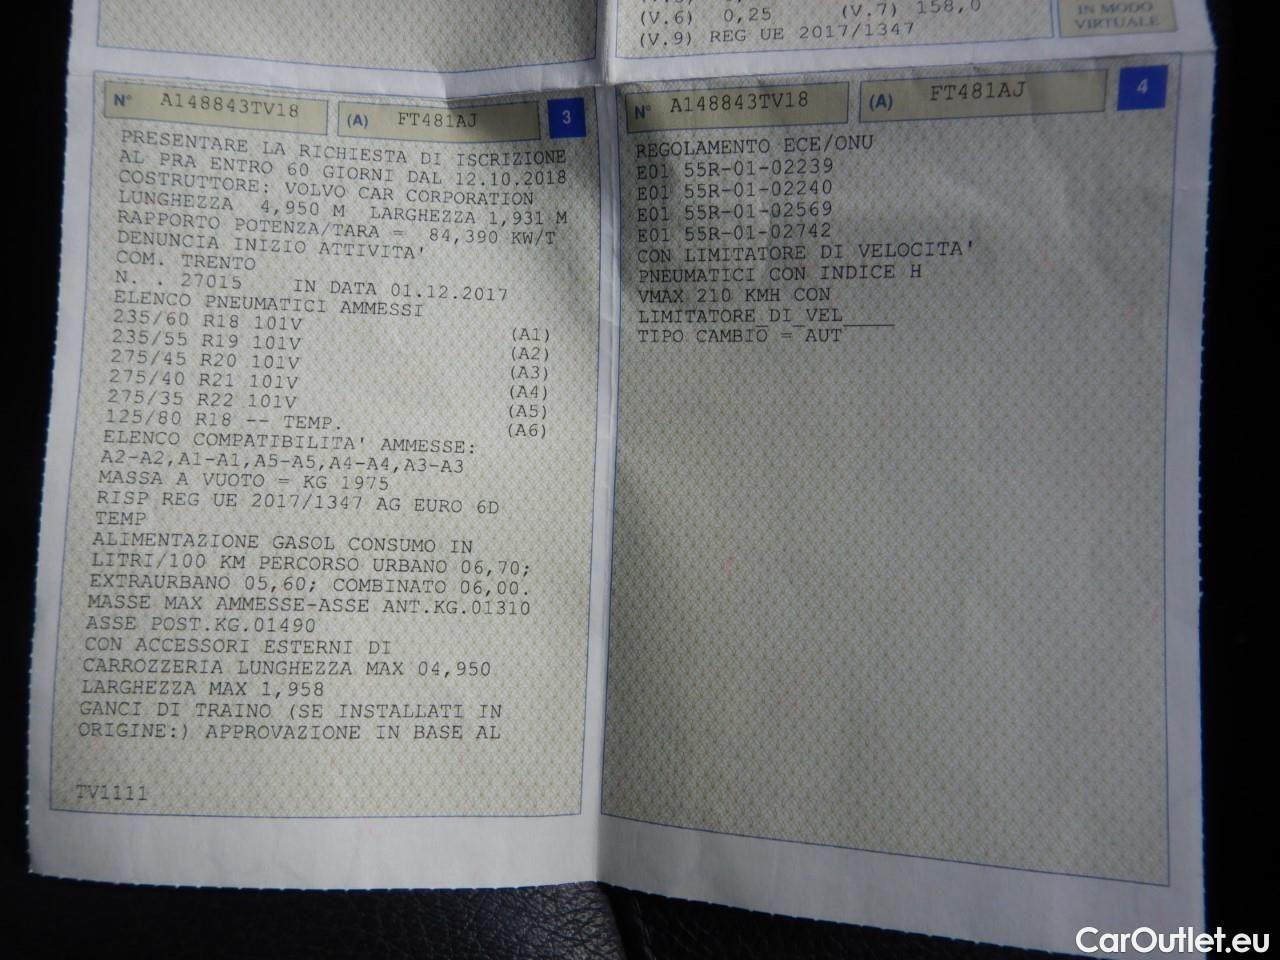 (V.6) 0,25 (V.7) 158,0
(V.9) REG UE 2017/1347
IN MODO
VIRTUALE
N° A148843TV18 (A) FT481AJ 3
PRESENTARE LA RICHIESTA DI ISCRIZIONE
AL PRA ENTRO 60 GIORNI DAL 12.10.2018
COSTRUTTORE: VOLVO CAR CORPORATION
LUNGHEZZA 4,950 M LARGHEZZA 1,931 M
RAPPORTO POTENZA/TARA = 84,390 KW/T
DENUNCIA INIZIO ATTIVITA'
COM. TRENTO
N. . 27015 IN DATA 01.12.2017
ELENCO PNEUMATICI AMMESSI
235/60 R18 101V (A1)
235/55 R19 101V (A2)
275/45 R20 101V (A3)
275/40 R21 101V (A4)
275/35 R22 101V (A5)
125/80 R18 -- TEMP. (A6)
ELENCO COMPATIBILITA' AMMESSE:
A2-A2,A1-A1,A5-A5,A4-A4,A3-A3
MASSA A VUOTO = KG 1975
RISP REG UE 2017/1347 AG EURO 6D
TEMP
ALIMENTAZIONE GASOL CONSUMO IN
LITRI/100 KM PERCORSO URBANO 06,70;
EXTRAURBANO 05,60; COMBINATO 06,00.
MASSE MAX AMMESSE-ASSE ANT.KG.01310
ASSE POST.KG.01490
CON ACCESSORI ESTERNI DI
CARROZZERIA LUNGHEZZA MAX 04,950
LARGHEZZA MAX 1,958
GANCI DI TRAINO (SE INSTALLATI IN
ORIGINE:) APPROVAZIONE IN BASE AL
TV1111
N° A148843TV18 (A) FT481AJ 4
REGOLAMENTO ECE/ONU
E01 55R-01-02239
E01 55R-01-02240
E01 55R-01-02569
E01 55R-01-02742
CON LIMITATORE DI VELOCITA'
PNEUMATICI CON INDICE H
VMAX 210 KMH CON
LIMITATORE_DI_VEL____
TIPO CAMBIO = AUT
CarOutlet.eu